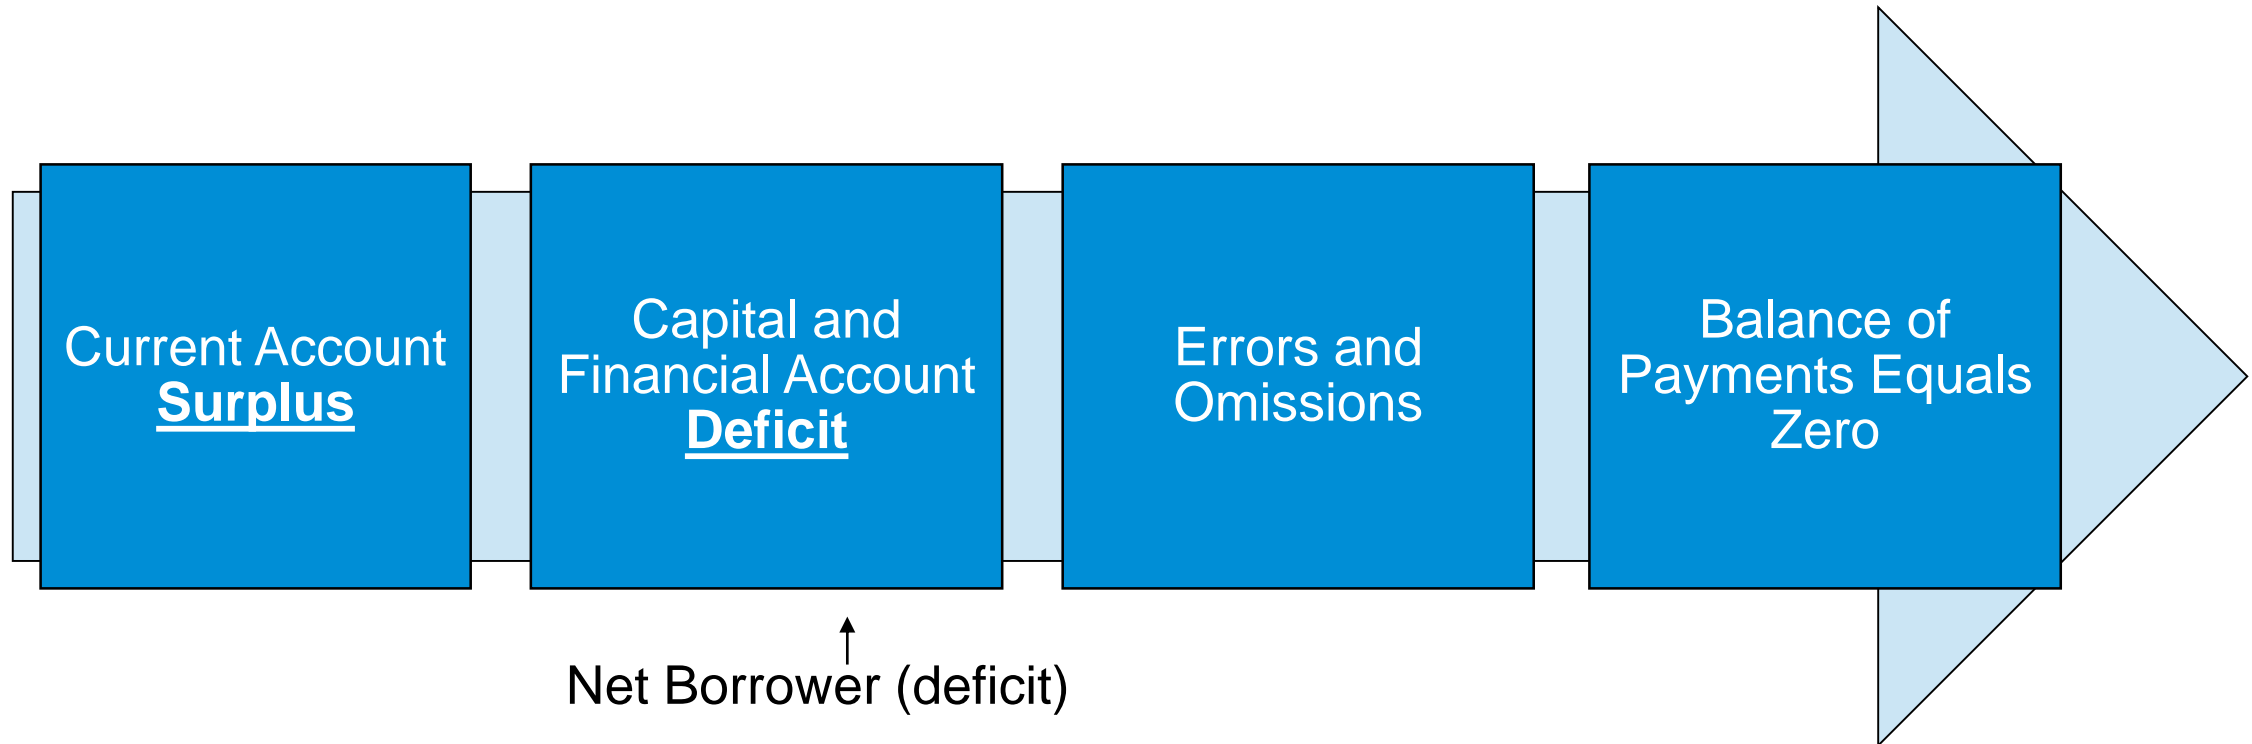 Current Account
Surplus
Capital and
Financial Account
Deficit
Errors and
Omissions
Balance of
Payments Equals
Zero
Net Borrower (deficit)